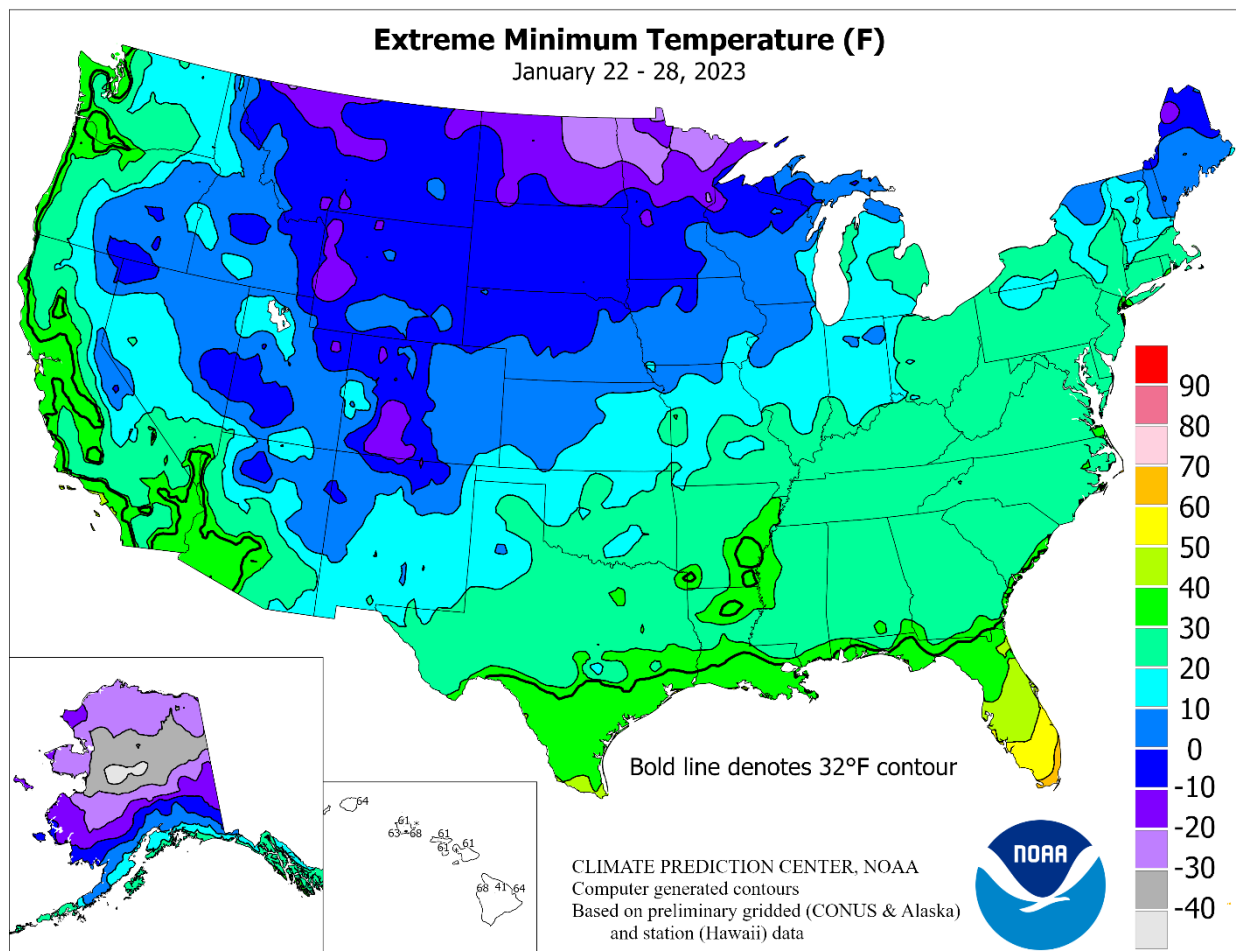 Extreme Minimum Temperature (F)
January 22 - 28, 2023
90
80
70
60
50
40
30
20
10
0
-10
-20
-30
-40
Bold line denotes 32°F contour
64
61
*
63
68
61
61
61
68 41 64
CLIMATE PREDICTION CENTER, NOAA
Computer generated contours
Based on preliminary gridded (CONUS & Alaska)
and station (Hawaii) data
NOAA